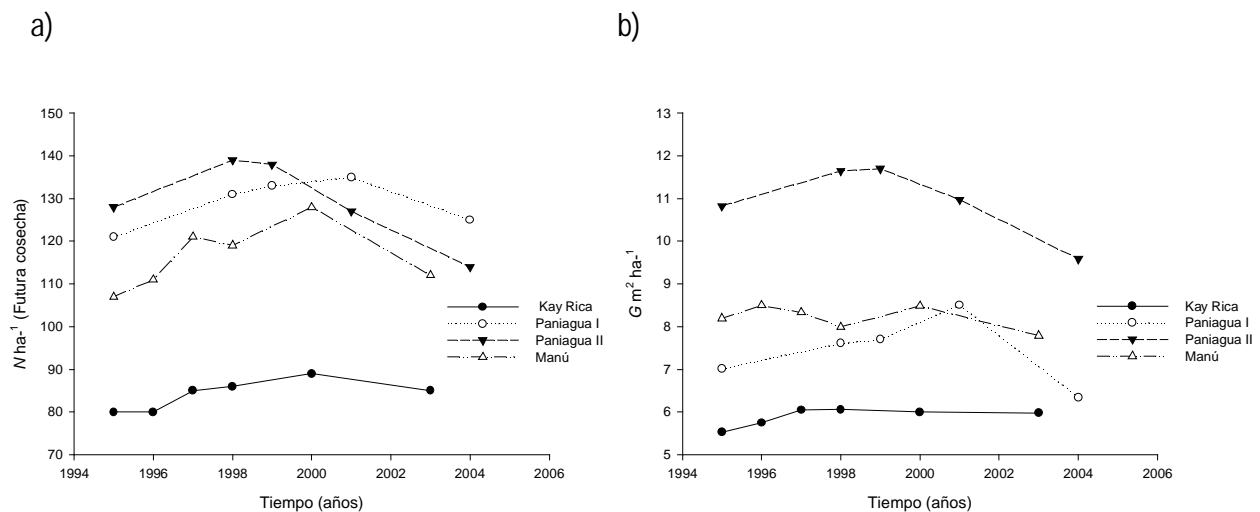 a)
150
140
130
120
110
100
90
80
70
N ha-¹ (Futura cosecha)
1994 1996 1998 2000 2002 2004 2006
Tiempo (años)
Kay Rica
Paniagua I
Paniagua II
Manú
b)
13
12
11
10
9
8
7
6
5
G m² ha-¹
1994 1996 1998 2000 2002 2004 2006
Tiempo (años)
Kay Rica
Paniagua I
Paniagua II
Manú